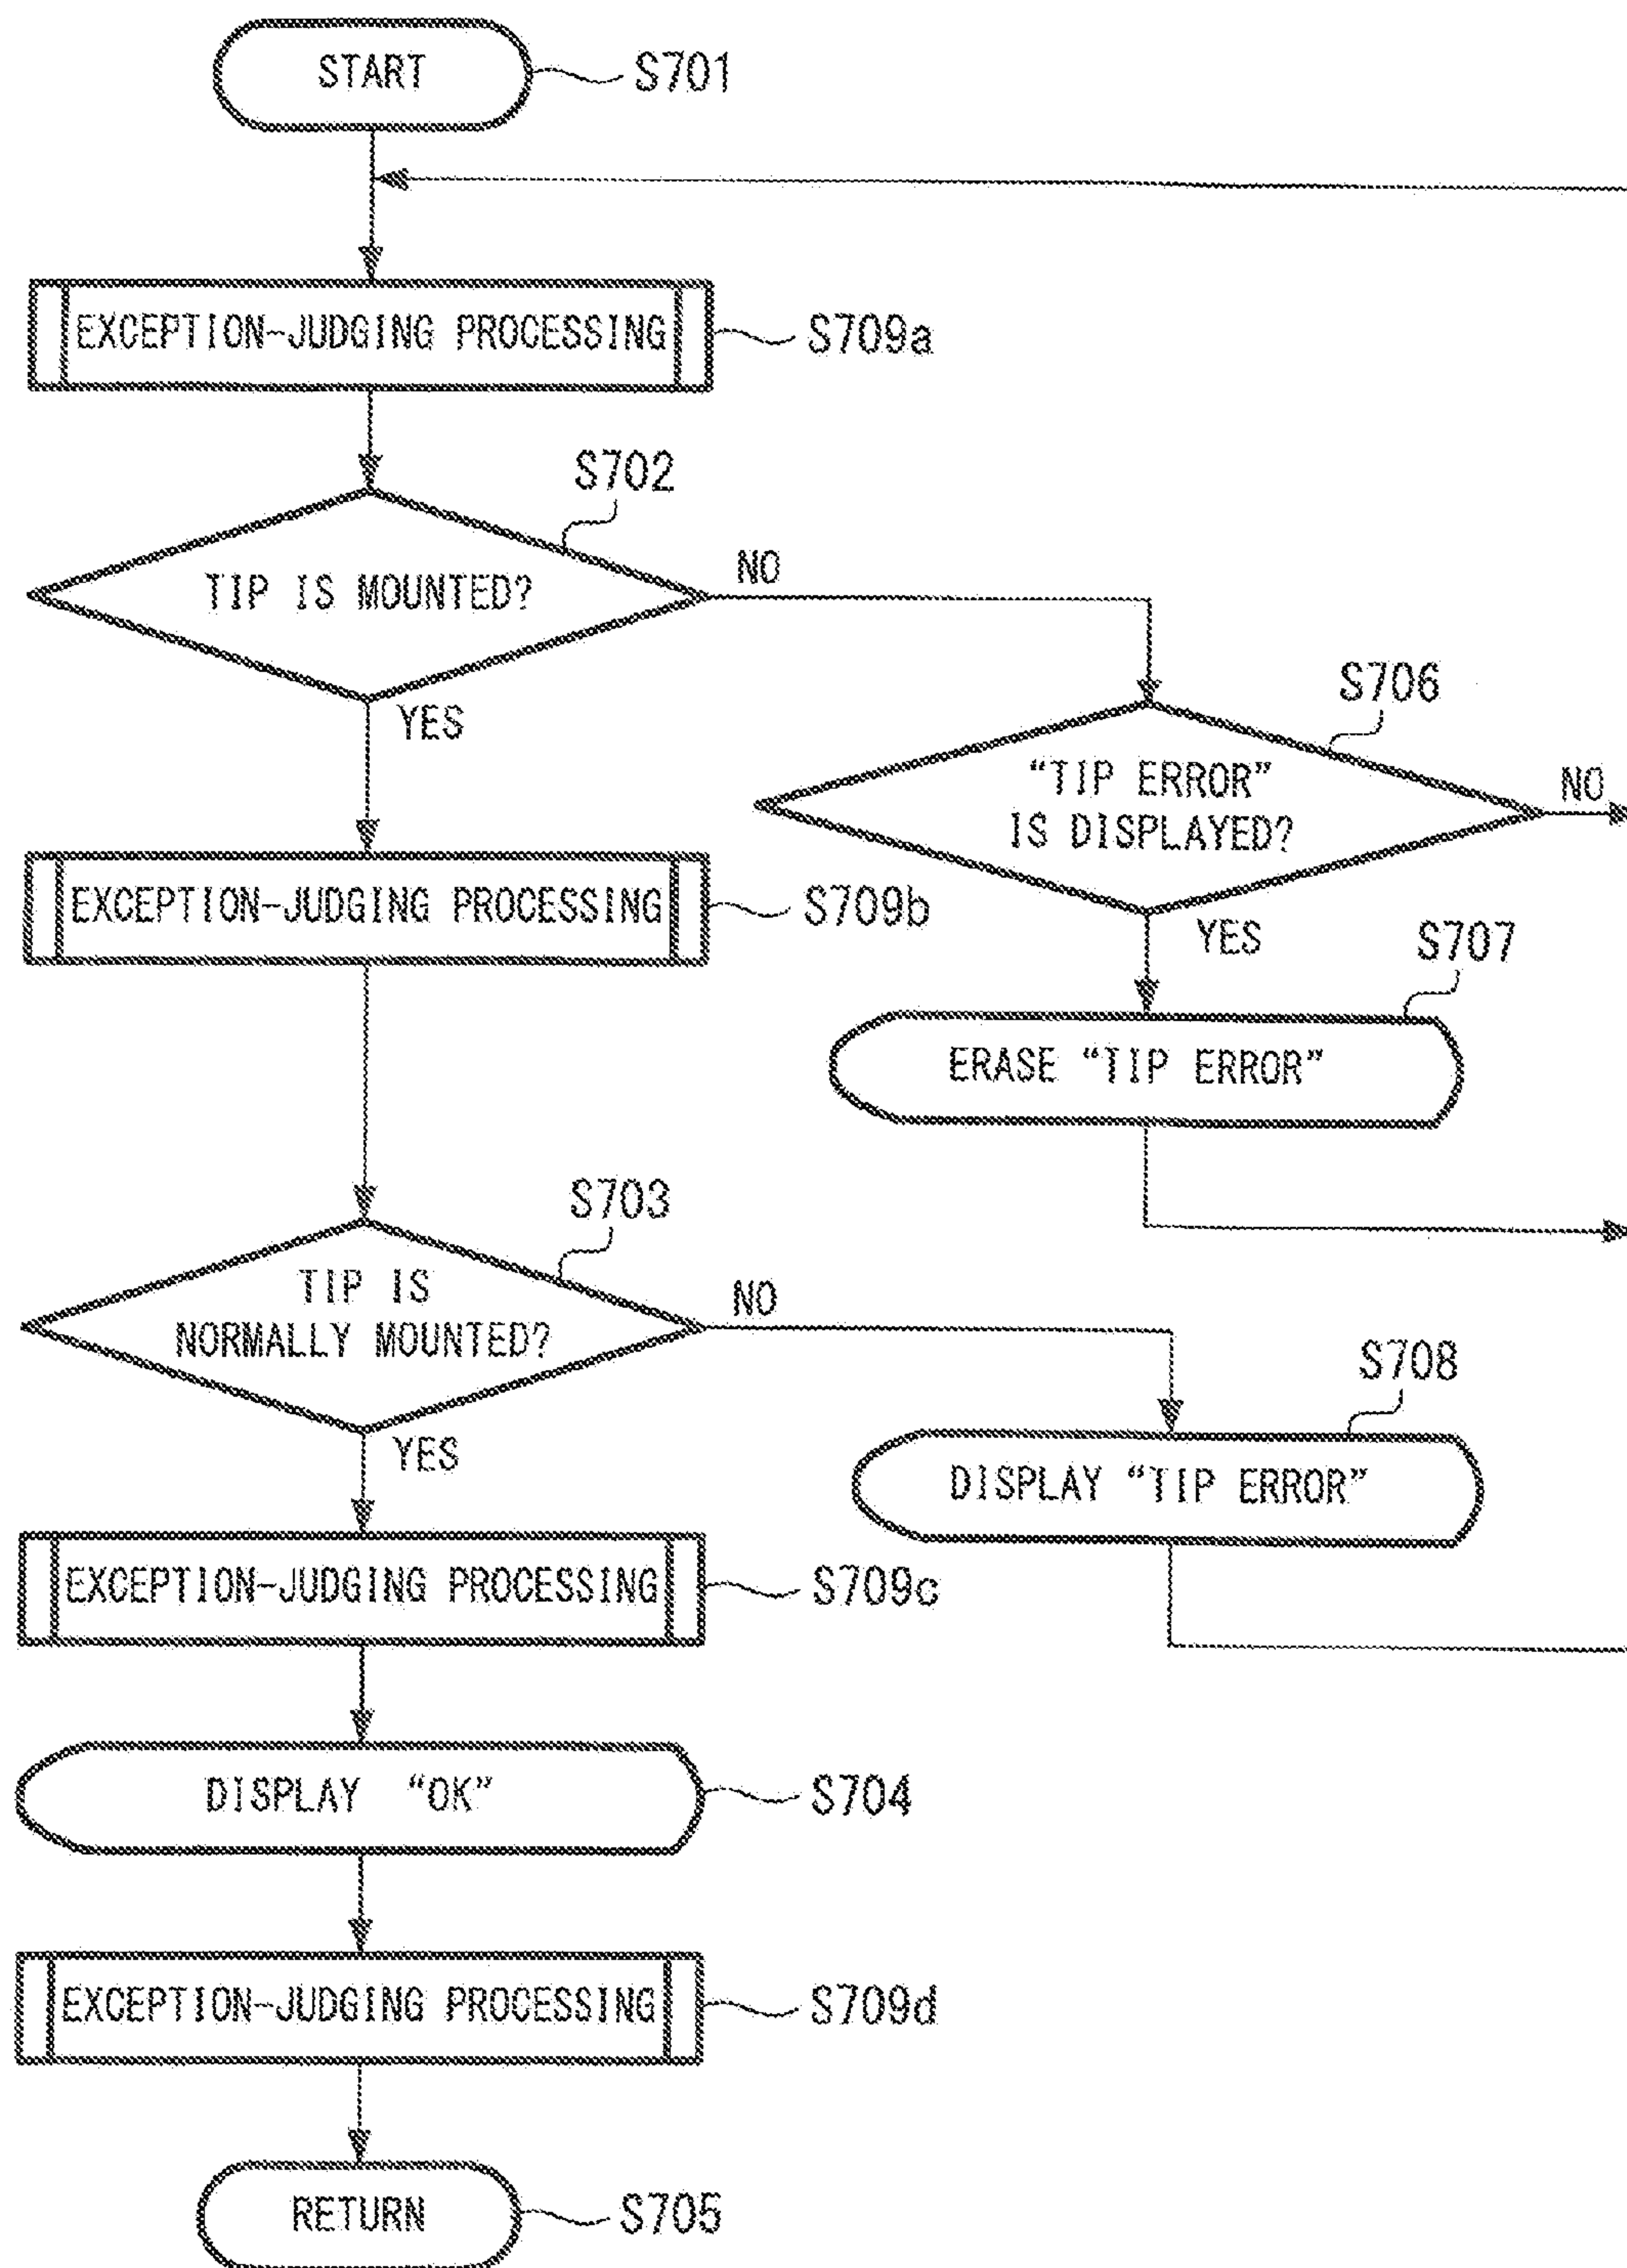 START
S701
EXCEPTION-JUDGING PROCESSING
S709a
S702
TIP IS MOUNTED?
NO
YES
S706
"TIP ERROR"
IS DISPLAYED?
NO
YES
EXCEPTION-JUDGING PROCESSING
S709b
S707
ERASE "TIP ERROR"
S703
TIP IS
NORMALLY MOUNTED?
NO
YES
S708
DISPLAY "TIP ERROR"
EXCEPTION-JUDGING PROCESSING
S709c
DISPLAY "OK"
S704
EXCEPTION-JUDGING PROCESSING
S709d
RETURN
S705